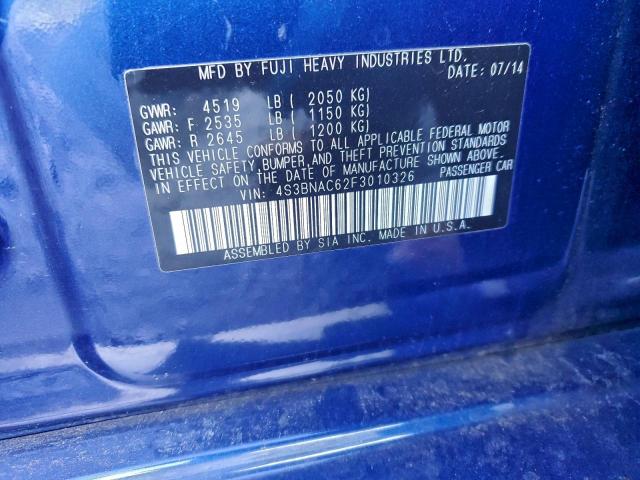 MFD BY FUJI HEAVY INDUSTRIES LTD.
DATE: 07/14
GVWR: 4519 LB ( 2050 KG)
GAWR: F 2535 LB ( 1150 KG)
GAWR: R 2645 LB ( 1200 KG)
THIS VEHICLE CONFORMS TO ALL APPLICABLE FEDERAL MOTOR
VEHICLE SAFETY,BUMPER,AND THEFT PREVENTION STANDARDS
IN EFFECT ON THE DATE OF MANUFACTURE SHOWN ABOVE.
VIN: 4S3BNAC62F3010326 PASSENGER CAR
ASSEMBLED BY SIA INC. MADE IN U.S.A.